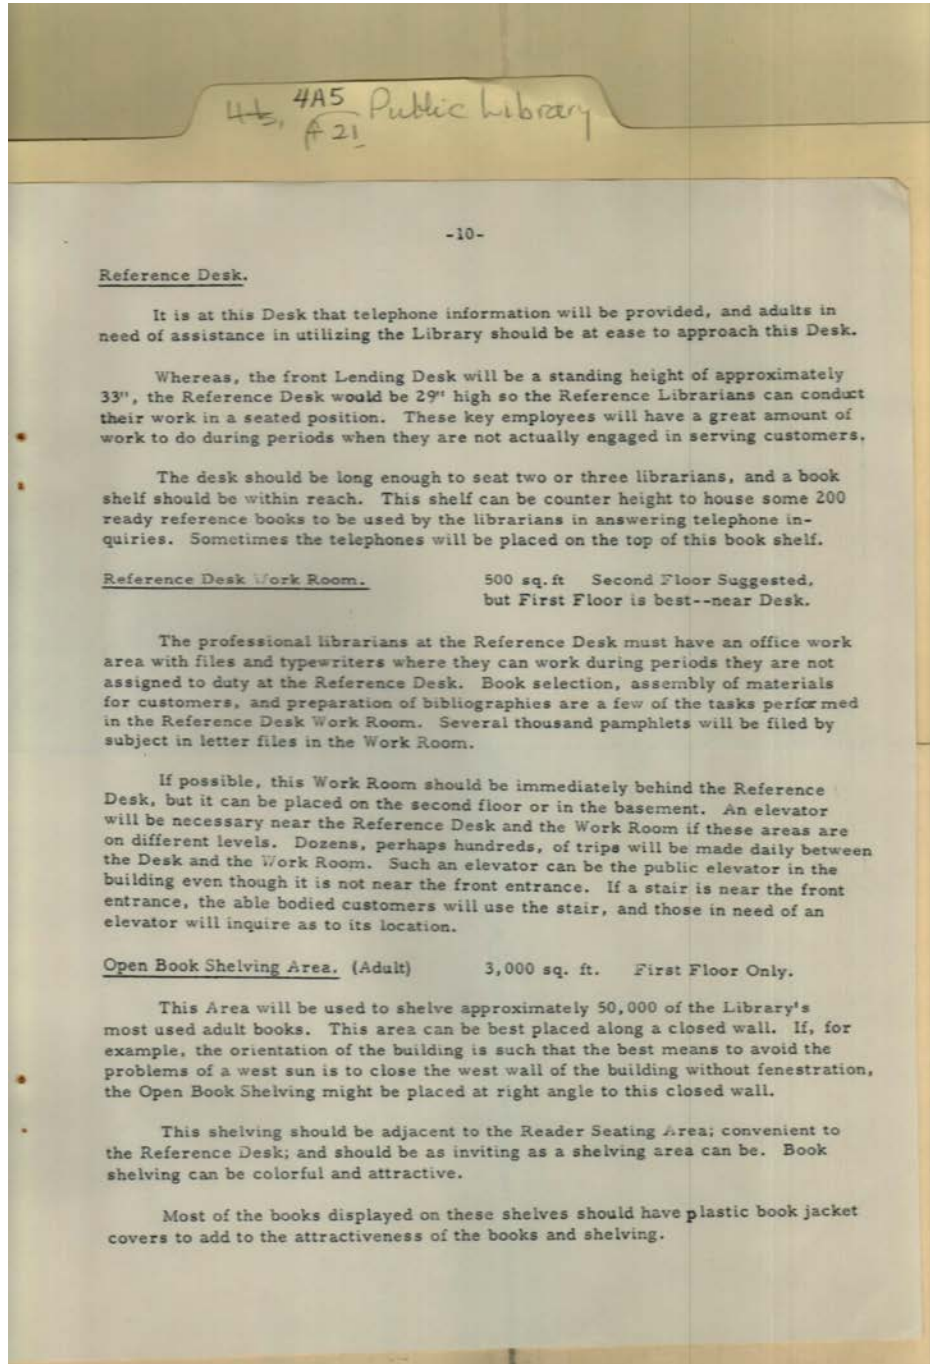 4b, 4A5 Public Library
A 21
-10-
Reference Desk.
It is at this Desk that telephone information will be provided, and adults in
need of assistance in utilizing the Library should be at ease to approach this Desk.
Whereas, the front Lending Desk will be a standing height of approximately
33", the Reference Desk would be 29" high so the Reference Librarians can conduct
their work in a seated position. These key employees will have a great amount of
work to do during periods when they are not actually engaged in serving customers.
The desk should be long enough to seat two or three librarians, and a book
shelf should be within reach. This shelf can be counter height to house some 200
ready reference books to be used by the librarians in answering telephone in-
quiries. Sometimes the telephones will be placed on the top of this book shelf.
Reference Desk Work Room. 500 sq. ft Second Floor Suggested,
but First Floor is best--near Desk.
The professional librarians at the Reference Desk must have an office work
area with files and typewriters where they can work during periods they are not
assigned to duty at the Reference Desk. Book selection, assembly of materials
for customers, and preparation of bibliographies are a few of the tasks performed
in the Reference Desk Work Room. Several thousand pamphlets will be filed by
subject in letter files in the Work Room.
If possible, this Work Room should be immediately behind the Reference
Desk, but it can be placed on the second floor or in the basement. An elevator
will be necessary near the Reference Desk and the Work Room if these areas are
on different levels. Dozens, perhaps hundreds, of trips will be made daily between
the Desk and the Work Room. Such an elevator can be the public elevator in the
building even though it is not near the front entrance. If a stair is near the front
entrance, the able bodied customers will use the stair, and those in need of an
elevator will inquire as to its location.
Open Book Shelving Area. (Adult) 3,000 sq. ft. First Floor Only.
This Area will be used to shelve approximately 50,000 of the Library's
most used adult books. This area can be best placed along a closed wall. If, for
example, the orientation of the building is such that the best means to avoid the
problems of a west sun is to close the west wall of the building without fenestration,
the Open Book Shelving might be placed at right angle to this closed wall.
This shelving should be adjacent to the Reader Seating Area; convenient to
the Reference Desk; and should be as inviting as a shelving area can be. Book
shelving can be colorful and attractive.
Most of the books displayed on these shelves should have plastic book jacket
covers to add to the attractiveness of the books and shelving.